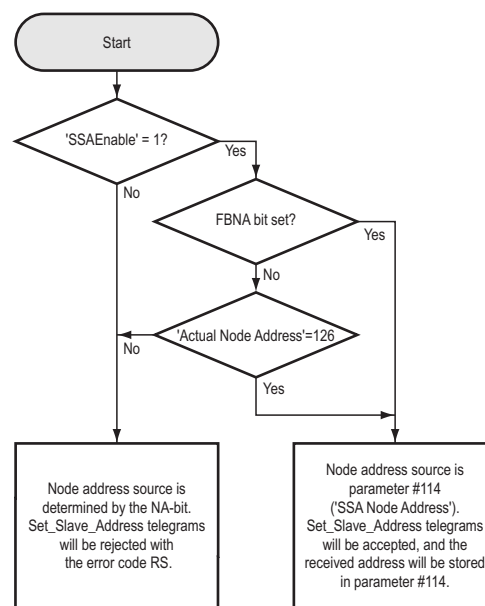 Start
'SSAEnable' = 1?
Yes
No
FBNA bit set?
Yes
No
'Actual Node Address'=126
No
Yes
Node address source is
determined by the NA-bit.
Set_Slave_Address telegrams
will be rejected with
the error code RS.
Node address source is
parameter #114
('SSA Node Address').
Set_Slave_Address telegrams
will be accepted, and the
received address will be stored
in parameter #114.